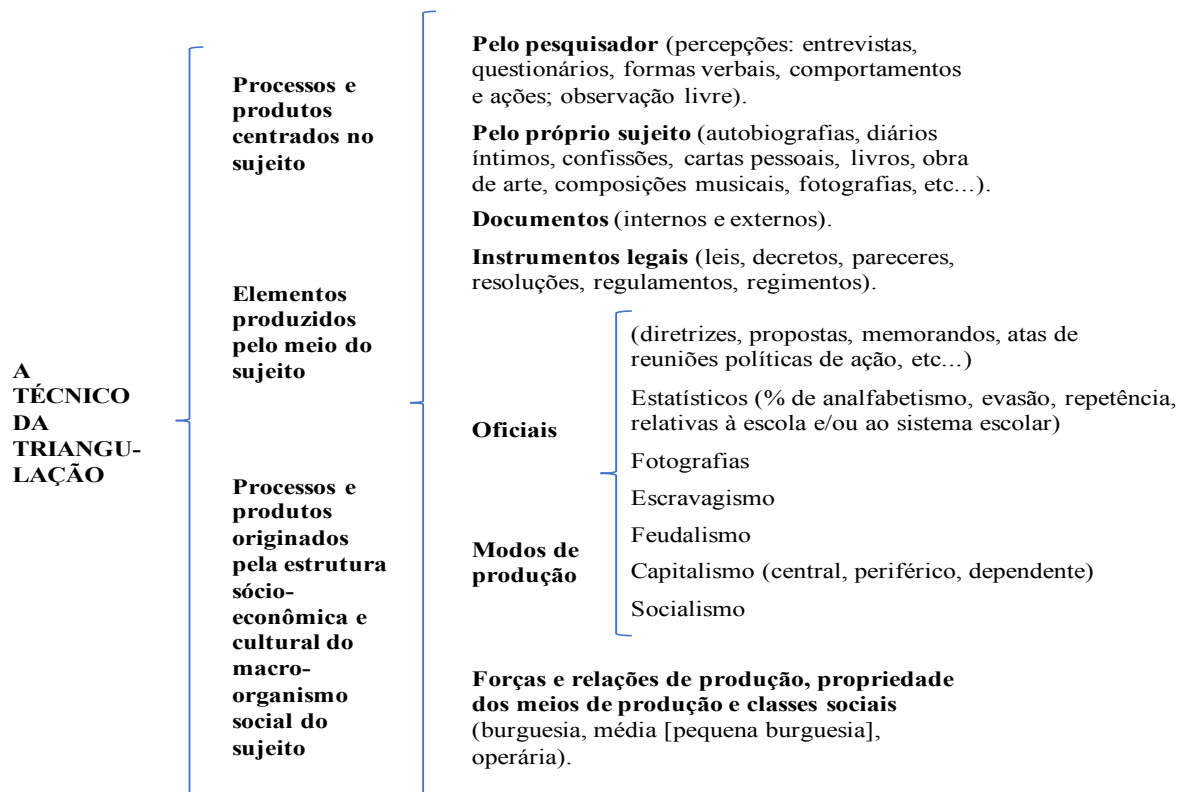 A
TÉCNICO
DA
TRIANGU-
LAÇÃO
Processos e
produtos
centrados no
sujeito
Elementos
produzidos
pelo meio do
sujeito
Processos e
produtos
originados
pela estrutura
sócio-
econômica e
cultural do
macro-
organismo
social do
sujeito
Pelo pesquisador (percepções: entrevistas,
questionários, formas verbais, comportamentos
e ações; observação livre).
Pelo próprio sujeito (autobiografias, diários
íntimos, confissões, cartas pessoais, livros, obra
de arte, composições musicais, fotografias, etc...).
Documentos (internos e externos).
Instrumentos legais (leis, decretos, pareceres,
resoluções, regulamentos, regimentos).
Oficiais
Modos de
produção
(diretrizes, propostas, memorandos, atas de
reuniões políticas de ação, etc...)
Estatísticos (% de analfabetismo, evasão, repetência,
relativas à escola e/ou ao sistema escolar)
Fotografias
Escravagismo
Feudalismo
Capitalismo (central, periférico, dependente)
Socialismo
Forças e relações de produção, propriedade
dos meios de produção e classes sociais
(burguesia, média [pequena burguesia],
operária).